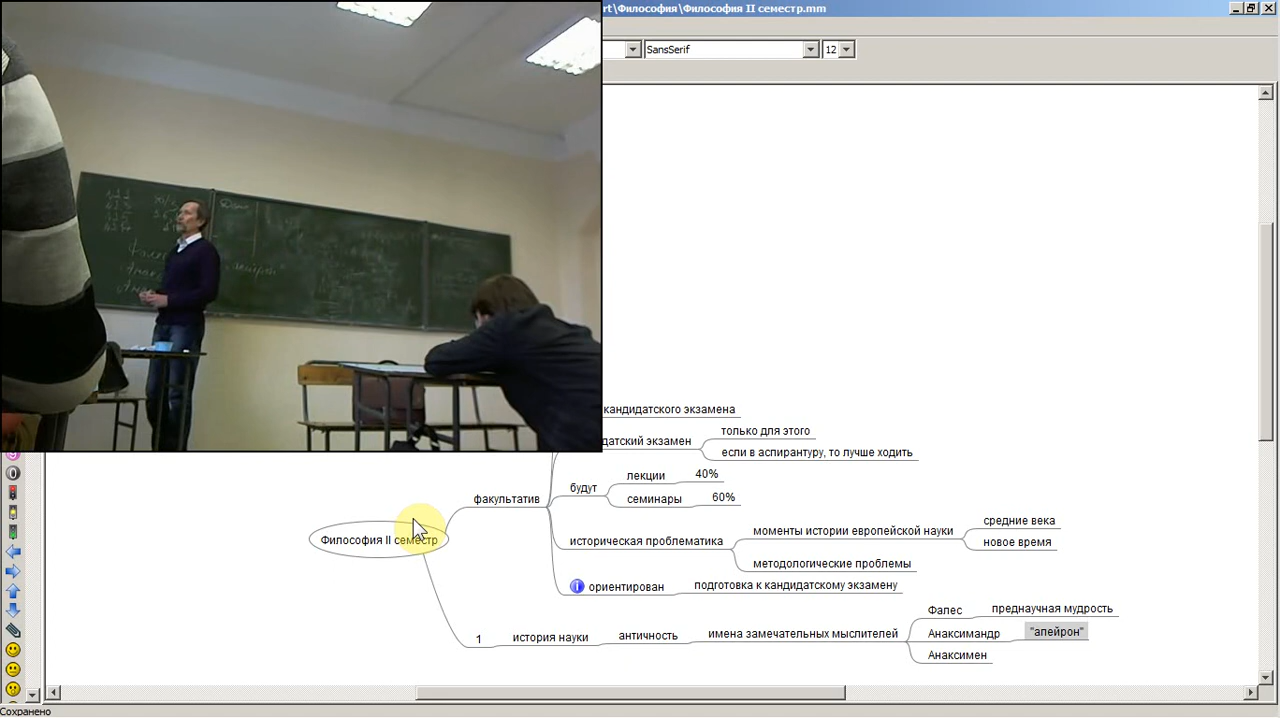 rt\Философия\Философия II семестр.mm
SansSerif
12
кандидатского экзамена
датский экзамен
только для этого
если в аспирантуру, то лучше ходить
факультатив
будут
лекции
40%
семинары
60%
Философия II семестр
историческая проблематика
моменты истории европейской науки
средние века
новое время
методологические проблемы
ориентирован
подготовка к кандидатскому экзамену
1
история науки
античность
имена замечательных мыслителей
Фалес
преднаучная мудрость
Анаксимандр
"апейрон"
Анаксимен
Сохранено